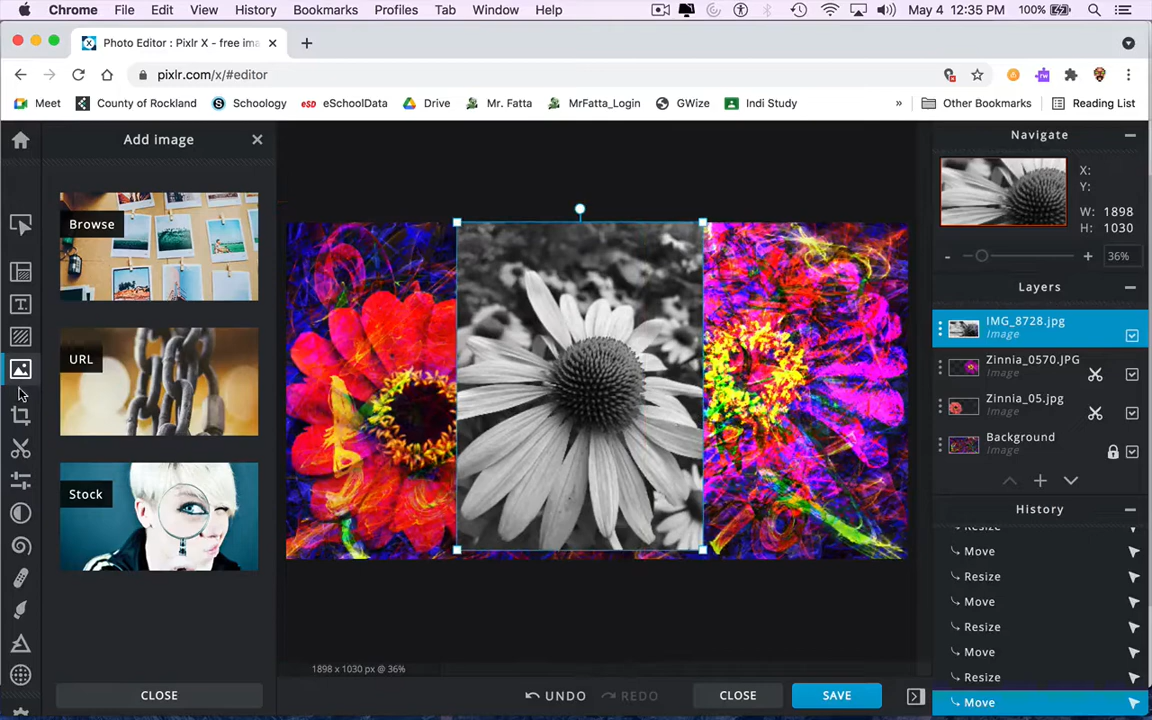 Chrome File Edit View History Bookmarks Profiles Tab Window Help May 4 12:35 PM 100%
Photo Editor : Pixlr X - free ima
pixlr.com/x/#editor
Meet County of Rockland Schoology esd eSchoolData Drive Mr. Fatta MrFatta_Login GWize Indi Study » Other Bookmarks Reading List
Add image
Browse
URL
Stock
CLOSE
1898 x 1030 px @ 36%
UNDO REDO CLOSE SAVE
Navigate
X:
Y:
W: 1898
H: 1030
- + 36%
Layers
IMG_8728.jpg
Image
Zinnia_0570.JPG
Image
Zinnia_05.jpg
Image
Background
Image
History
Resize
Move
Resize
Move
Resize
Move
Resize
Move